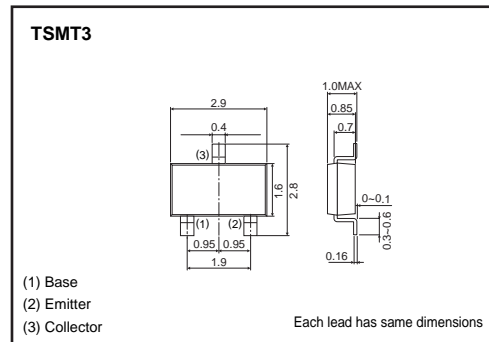 TSMT3
1.0MAX
2.9
0.85
0.4
0.7
(3)
1.6
2.8
0~0.1
(1) (2)
0.3~0.6
0.95 0.95
0.16
1.9
(1) Base
(2) Emitter
(3) Collector
Each lead has same dimensions